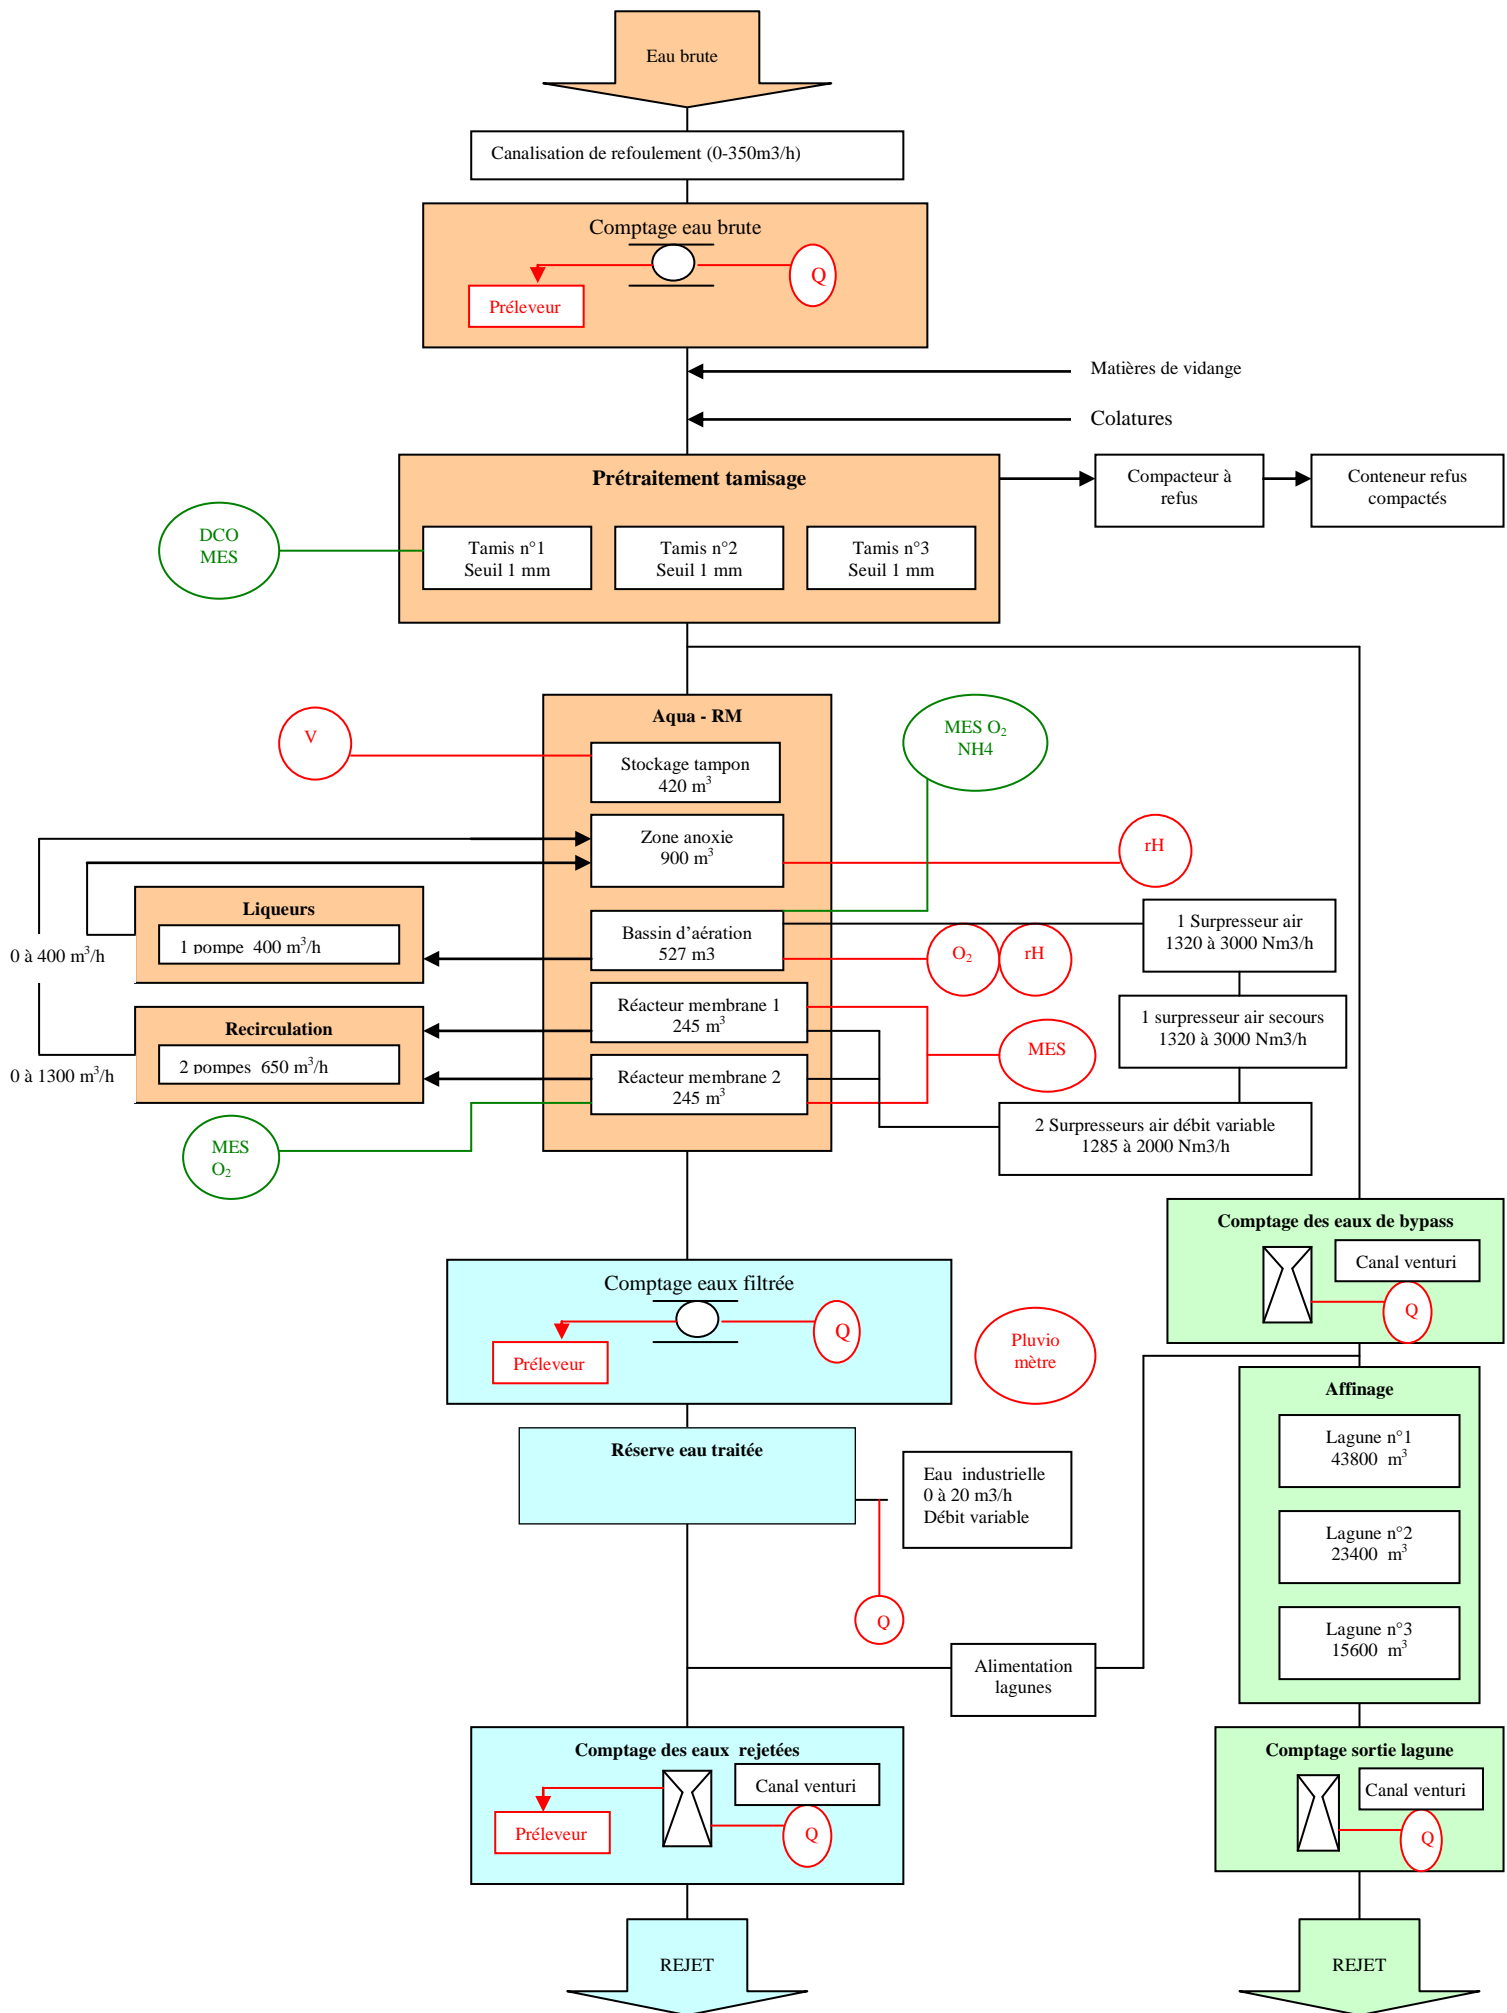 Eau brute
Canalisation de refoulement (0-350m3/h)
Comptage eau brute
Q
Préleveur
Matières de vidange
Colatures
Prétraitement tamisage
Compacteur à
refus
Conteneur refus
compactés
DCO
MES
Tamis n°1
Seuil 1 mm
Tamis n°2
Seuil 1 mm
Tamis n°3
Seuil 1 mm
Aqua - RM
V
MES O₂
NH4
Stockage tampon
420 m³
Zone anoxie
900 m³
rH
Liqueurs
1 pompe  400 m³/h
0 à 400 m³/h
Bassin d'aération
527 m3
O₂
rH
1 Surpresseur air
1320 à 3000 Nm3/h
Réacteur membrane 1
245 m³
1 surpresseur air secours
1320 à 3000 Nm3/h
Recirculation
2 pompes  650 m³/h
0 à 1300 m³/h
MES
Réacteur membrane 2
245 m³
MES
O₂
2 Surpresseurs air débit variable
1285 à 2000 Nm3/h
Comptage des eaux de bypass
Canal venturi
Q
Comptage eaux filtrée
Q
Préleveur
Pluvio
mètre
Affinage
Lagune n°1
43800  m³
Lagune n°2
23400  m³
Lagune n°3
15600  m³
Réserve eau traitée
Eau  industrielle
0 à 20 m3/h
Débit variable
Q
Alimentation
lagunes
Comptage des eaux  rejetées
Canal venturi
Préleveur
Q
Comptage sortie lagune
Canal venturi
Q
REJET
REJET